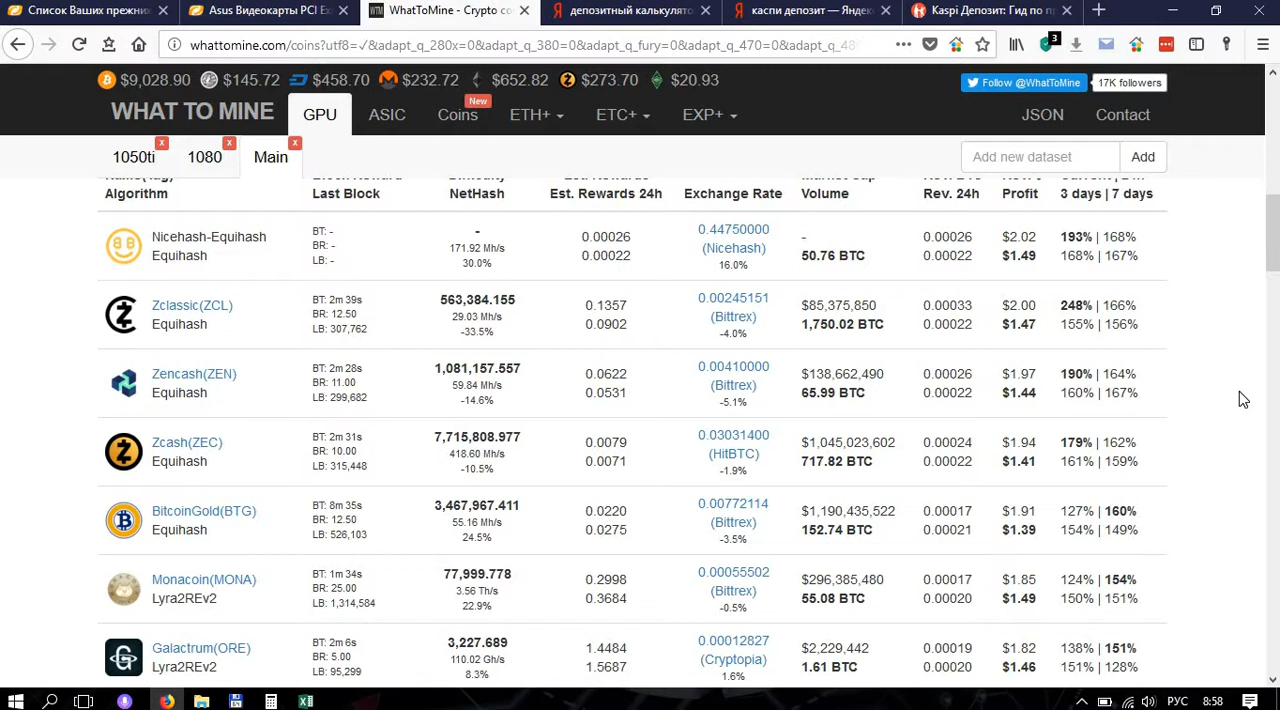 Список Ваших прежни
Asus Видеокарты PCI Ex
WhatToMine - Crypto co
депозитный калькулято
каспи депозит — Яндек
Kaspi Депозит: Гид по п
whattomine.com/coins?utf8=✓&adapt_q_280x=0&adapt_q_380=0&adapt_q_fury=0&adapt_q_470=0&adapt_q_48
3
$9,028.90 $145.72 $458.70 $232.72 $652.82 $273.70 $20.93
Follow @WhatToMine 17K followers
WHAT TO MINE GPU ASIC Coins New ETH+ ETC+ EXP+ JSON Contact
1050ti x 1080 x Main x Add new dataset Add
Algorithm Last Block NetHash Est. Rewards 24h Exchange Rate Volume Rev. 24h Profit 3 days | 7 days
Nicehash-Equihash
Equihash
BT: -
BR: -
LB: -
-
171.92 Mh/s
30.0%
0.00026
0.00022
0.44750000
(Nicehash)
16.0%
-
50.76 BTC
0.00026
0.00022
$2.02
$1.49
193% | 168%
168% | 167%
Zclassic(ZCL)
Equihash
BT: 2m 39s
BR: 12.50
LB: 307,762
563,384.155
29.03 Mh/s
-33.5%
0.1357
0.0902
0.00245151
(Bittrex)
-4.0%
$85,375,850
1,750.02 BTC
0.00033
0.00022
$2.00
$1.47
248% | 166%
155% | 156%
Zencash(ZEN)
Equihash
BT: 2m 28s
BR: 11.00
LB: 299,682
1,081,157.557
59.84 Mh/s
-14.6%
0.0622
0.0531
0.00410000
(Bittrex)
-5.1%
$138,662,490
65.99 BTC
0.00026
0.00022
$1.97
$1.44
190% | 164%
160% | 167%
Zcash(ZEC)
Equihash
BT: 2m 31s
BR: 10.00
LB: 315,448
7,715,808.977
418.60 Mh/s
-10.5%
0.0079
0.0071
0.03031400
(HitBTC)
-1.9%
$1,045,023,602
717.82 BTC
0.00024
0.00022
$1.94
$1.41
179% | 162%
161% | 159%
BitcoinGold(BTG)
Equihash
BT: 8m 35s
BR: 12.50
LB: 526,103
3,467,967.411
55.16 Mh/s
24.5%
0.0220
0.0275
0.00772114
(Bittrex)
-3.5%
$1,190,435,522
152.74 BTC
0.00017
0.00021
$1.91
$1.39
127% | 160%
154% | 149%
Monacoin(MONA)
Lyra2REv2
BT: 1m 34s
BR: 25.00
LB: 1,314,584
77,999.778
3.56 Th/s
22.9%
0.2998
0.3684
0.00055502
(Bittrex)
-0.5%
$296,385,480
55.08 BTC
0.00017
0.00020
$1.85
$1.49
124% | 154%
150% | 151%
Galactrum(ORE)
Lyra2REv2
BT: 2m 6s
BR: 5.00
LB: 95,299
3,227.689
110.02 Gh/s
8.3%
1.4484
1.5687
0.00012827
(Cryptopia)
1.6%
$2,229,442
1.61 BTC
0.00019
0.00020
$1.82
$1.46
138% | 151%
151% | 128%
РУС 8:58